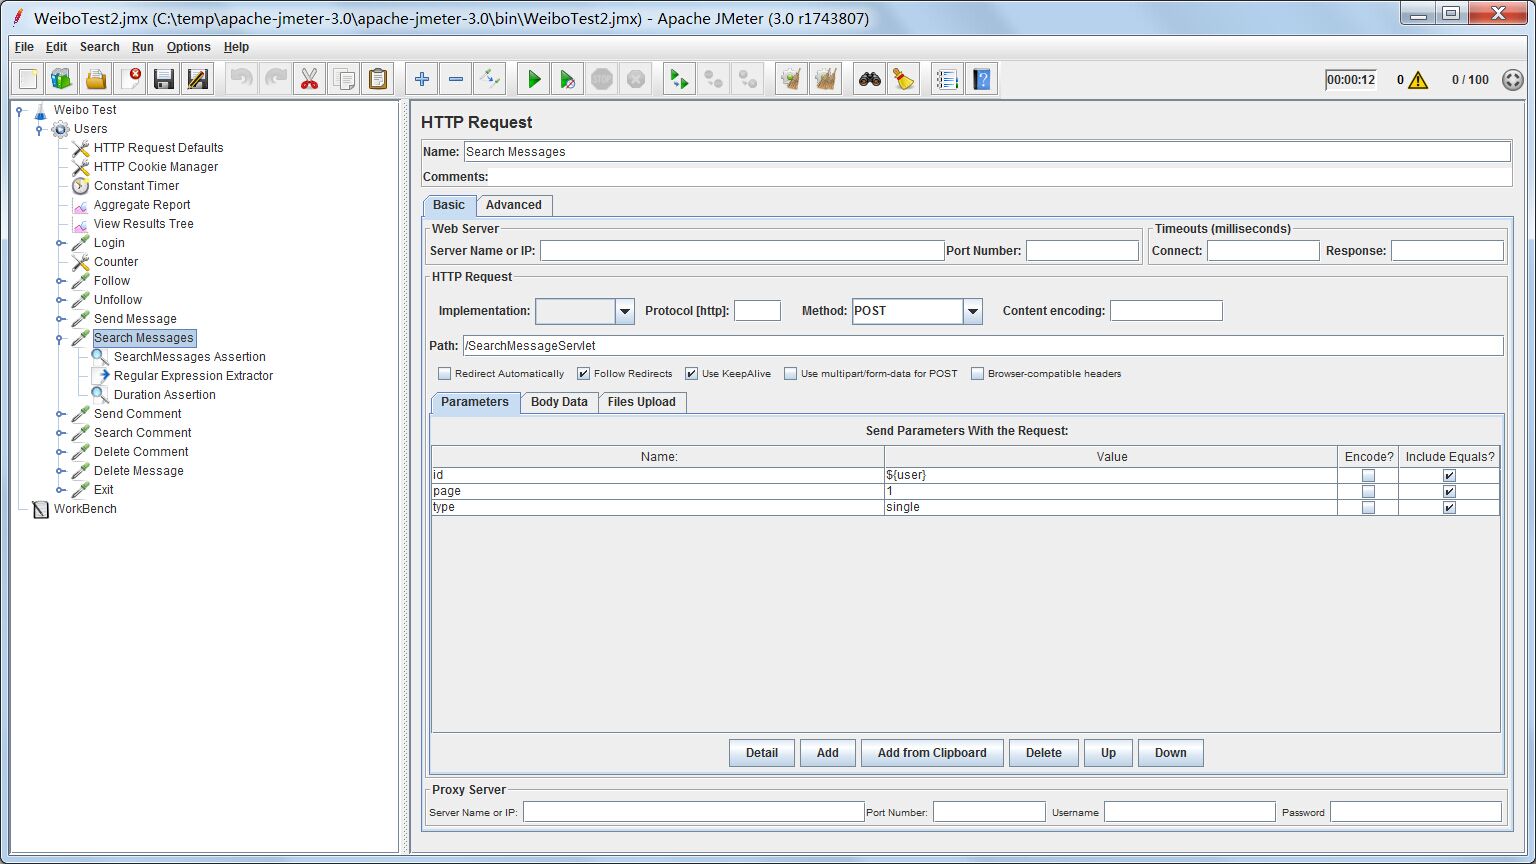 WeiboTest2.jmx (C:\temp\apache-jmeter-3.0\apache-jmeter-3.0\bin\WeiboTest2.jmx) - Apache JMeter (3.0 r1743807)
File Edit Search Run Options Help
STOP 00:00:12 0 0 / 100
Weibo Test
Users
HTTP Request Defaults
HTTP Cookie Manager
Constant Timer
Aggregate Report
View Results Tree
Login
Counter
Follow
Unfollow
Send Message
Search Messages
SearchMessages Assertion
Regular Expression Extractor
Duration Assertion
Send Comment
Search Comment
Delete Comment
Delete Message
Exit
WorkBench
HTTP Request
Name: Search Messages
Comments:
Basic Advanced
Web Server Timeouts (milliseconds)
Server Name or IP: Port Number: Connect: Response:
HTTP Request
Implementation: Protocol [http]: Method: POST Content encoding:
Path: /SearchMessageServlet
Redirect Automatically Follow Redirects Use KeepAlive Use multipart/form-data for POST Browser-compatible headers
Parameters Body Data Files Upload
Send Parameters With the Request:
Name: Value Encode? Include Equals?
id ${user}
page 1
type single
Detail Add Add from Clipboard Delete Up Down
Proxy Server
Server Name or IP: Port Number: Username Password